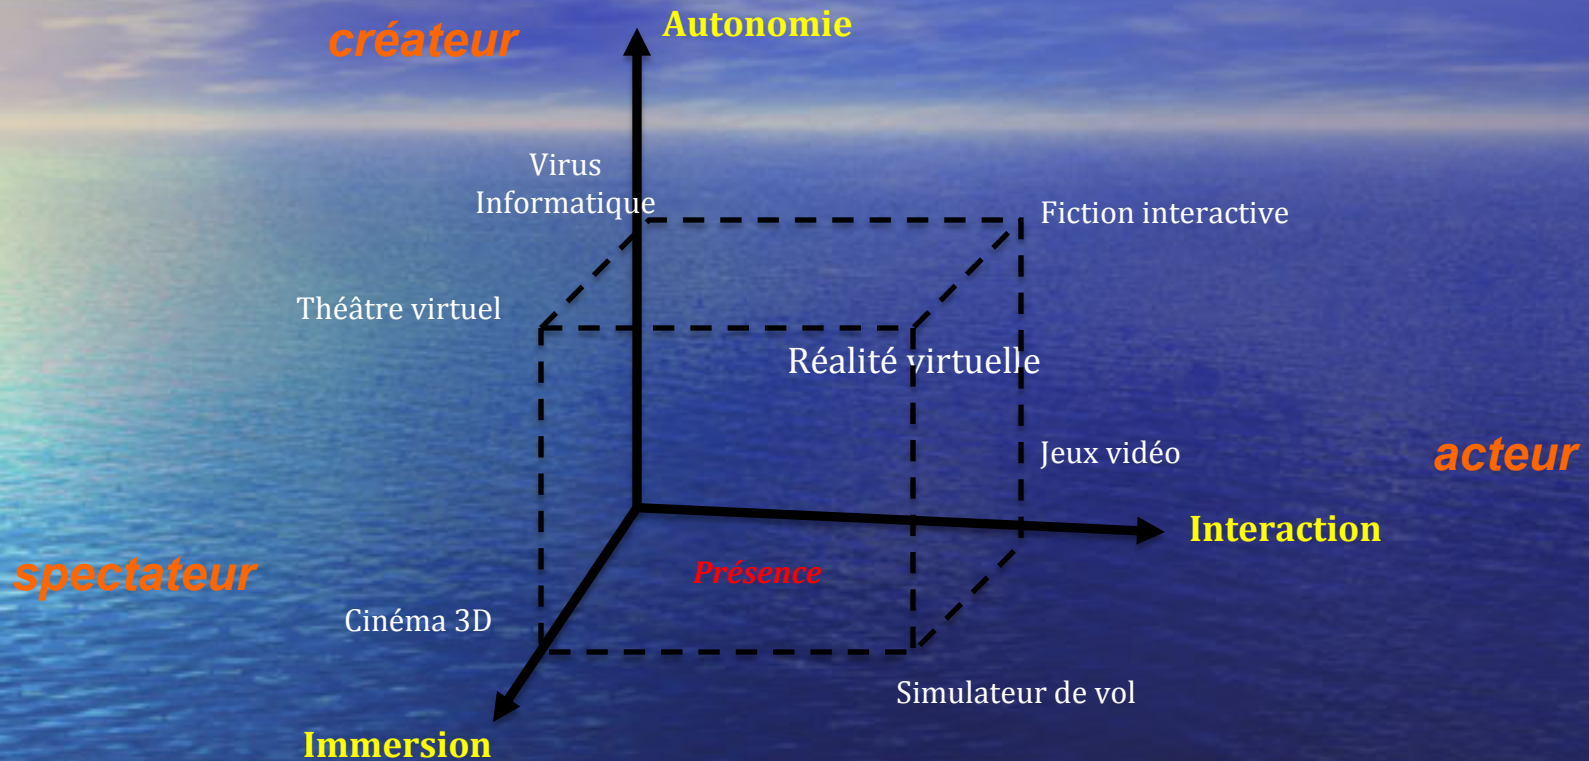 Autonomie
créateur
Virus
Informatique
Fiction interactive
Théâtre virtuel
Réalité virtuelle
Jeux vidéo
acteur
Interaction
spectateur
Présence
Cinéma 3D
Simulateur de vol
Immersion